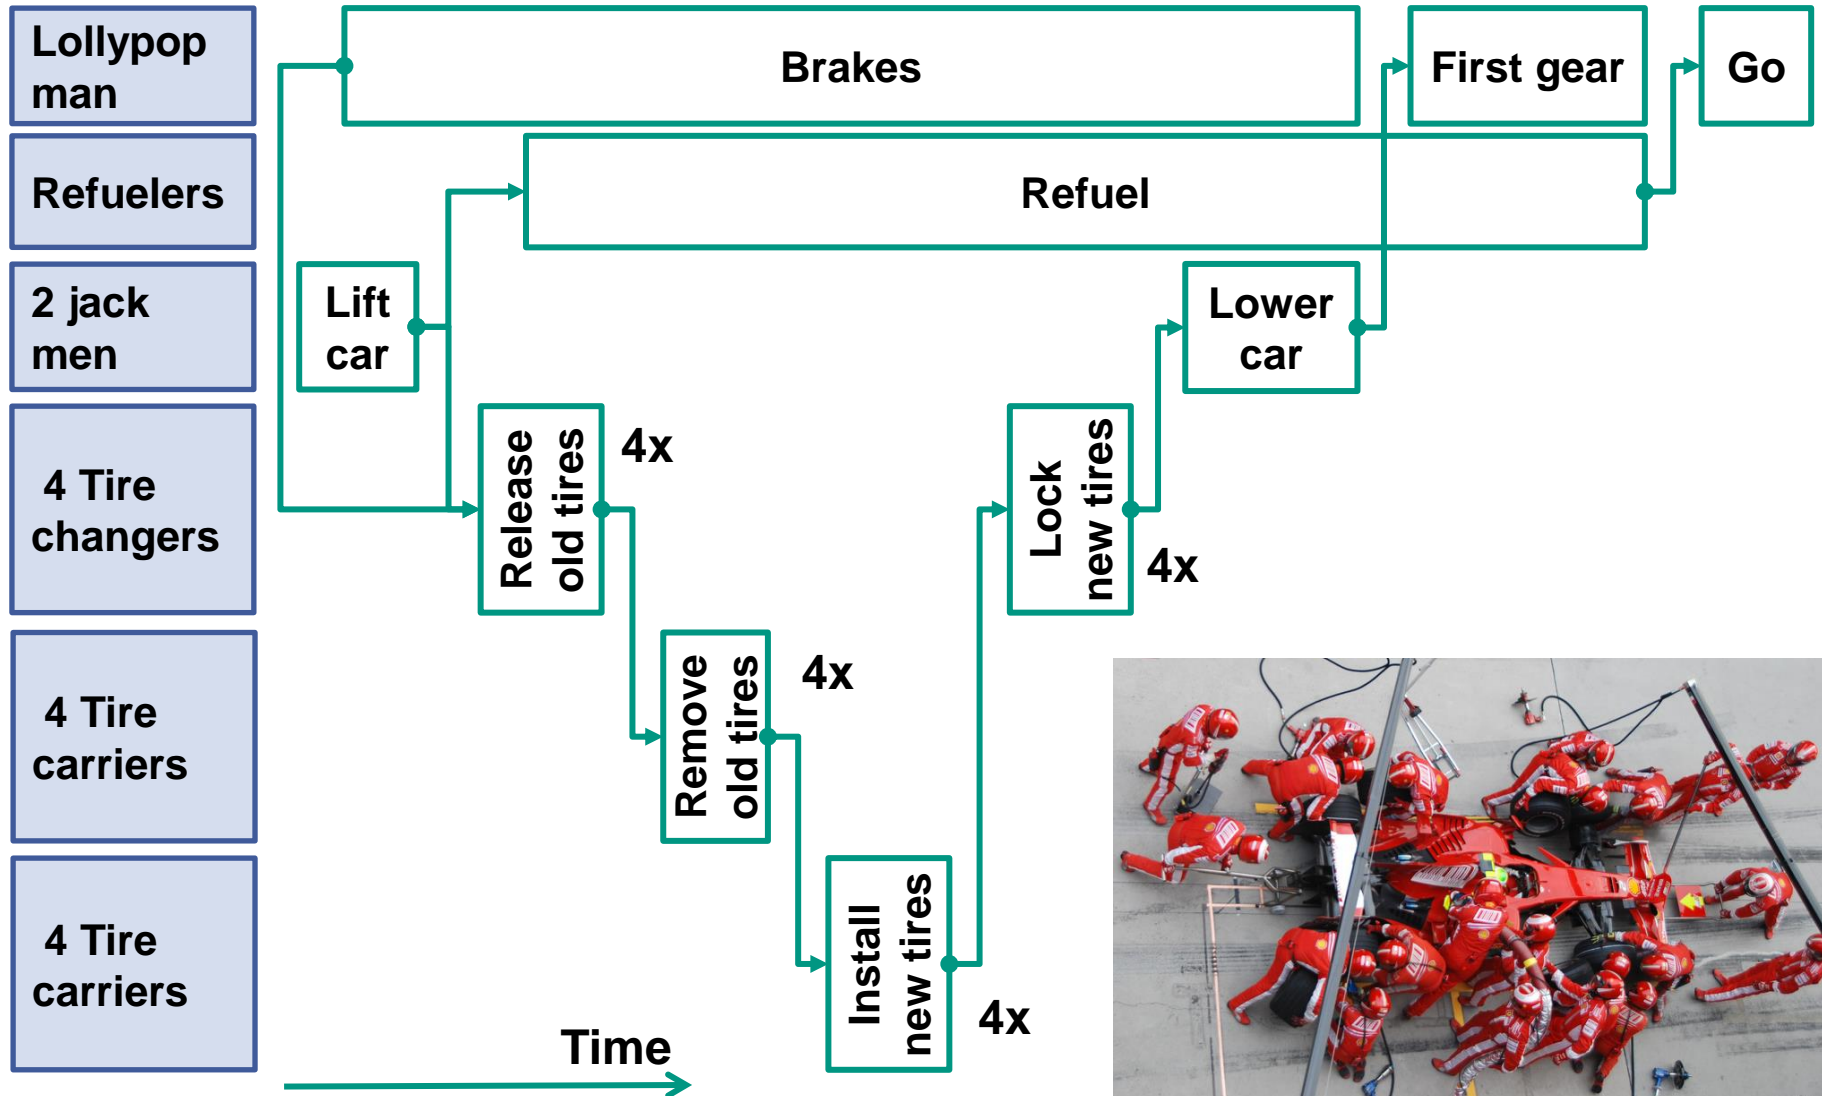 Lollypop
man
Brakes
First gear
Go
Refuelers
Refuel
2 jack
men
Lift
car
Lower
car
4 Tire
changers
Release
old tires
4x
Lock
new tires
4x
4 Tire
carriers
Remove
old tires
4x
4 Tire
carriers
Install
new tires
4x
Time